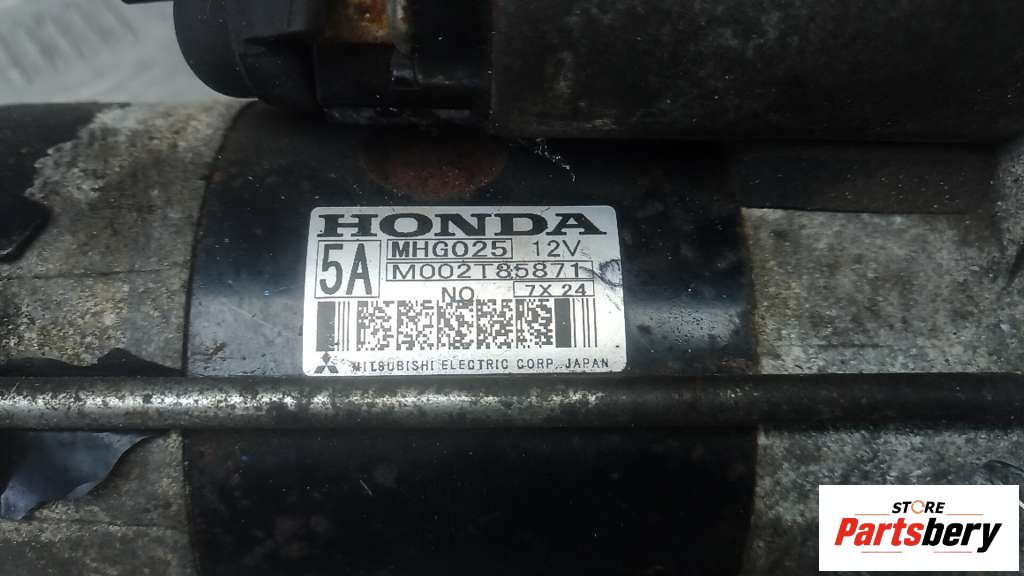 HONDA
5A MHG025 12V
M002T85871
NO 7X 24
MITSUBISHI ELECTRIC CORP. JAPAN
STORE
Partsbery